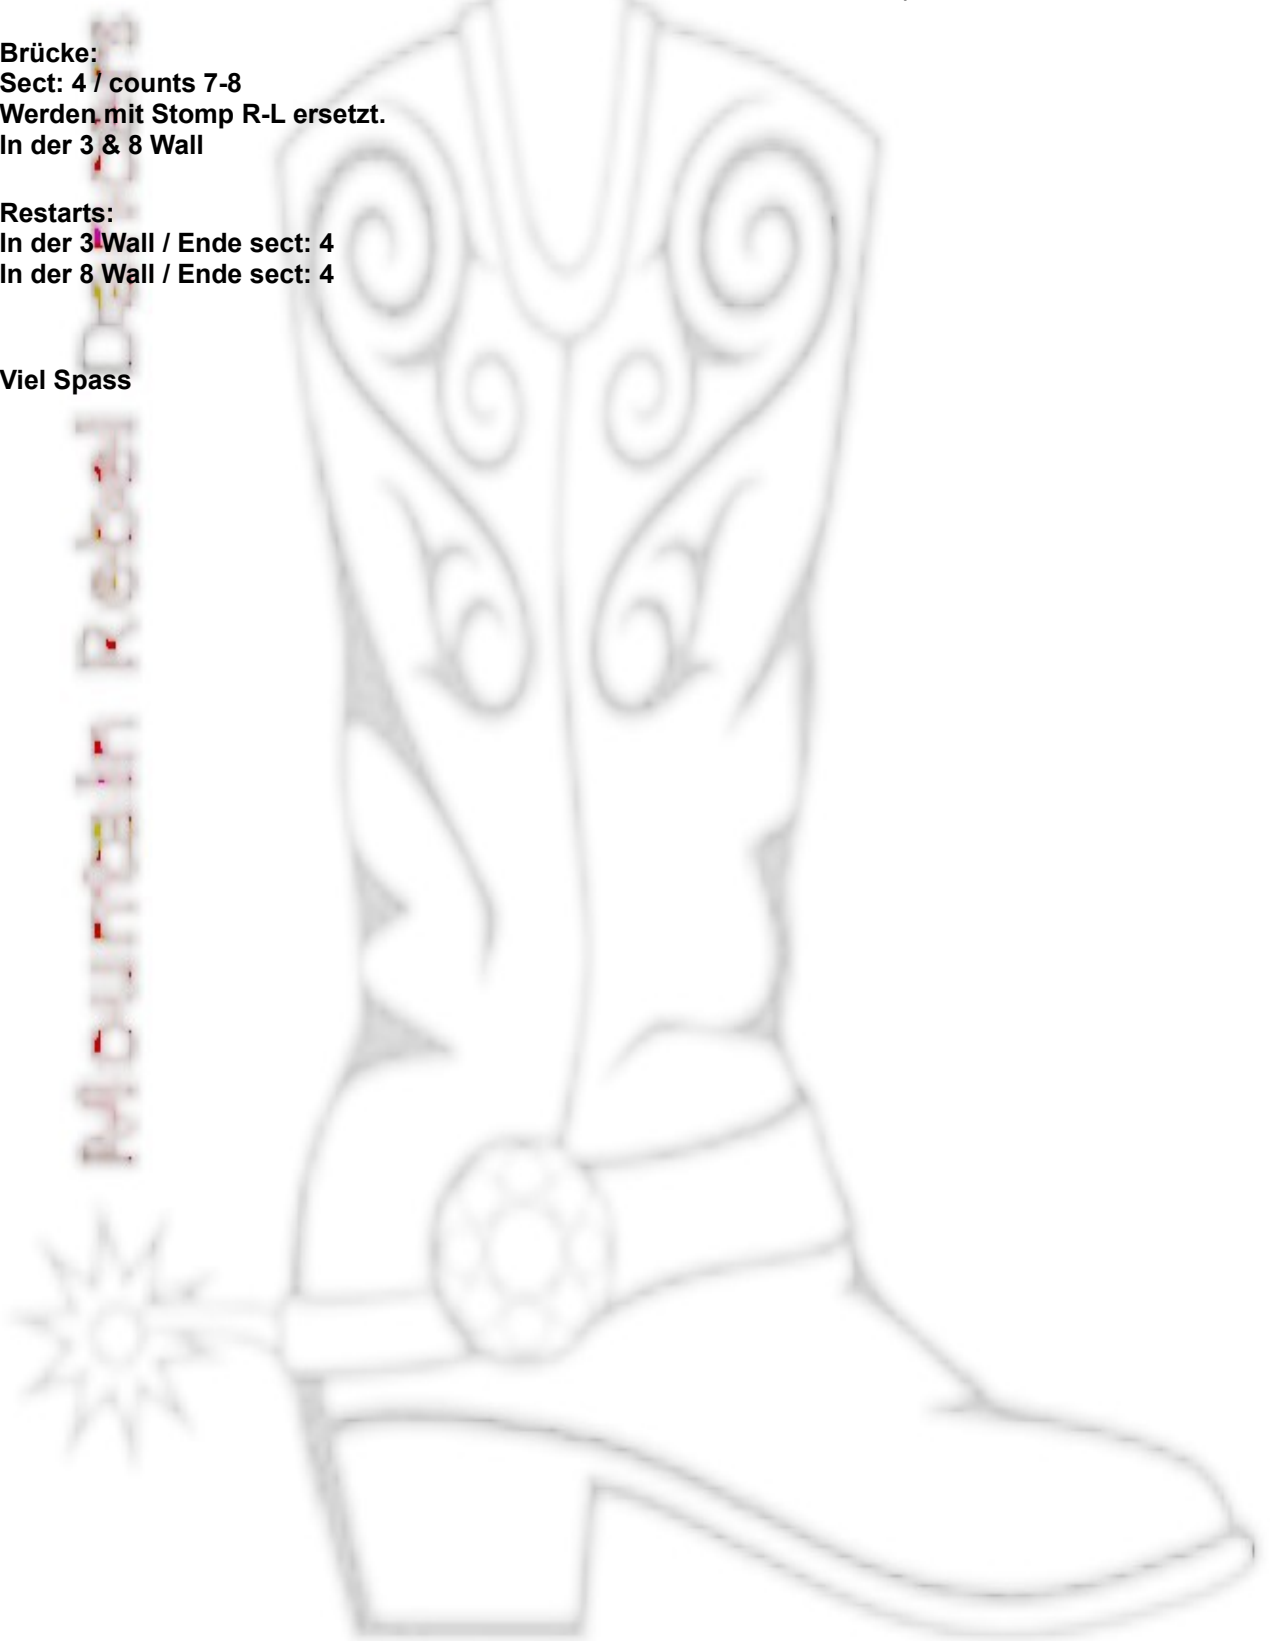 Brücke:
Sect: 4 / counts 7-8
Werden mit Stomp R-L ersetzt.
In der 3 & 8 Wall
Restarts:
In der 3 Wall / Ende sect: 4
In der 8 Wall / Ende sect: 4
Viel Spass
Mountain Rebel Dancers